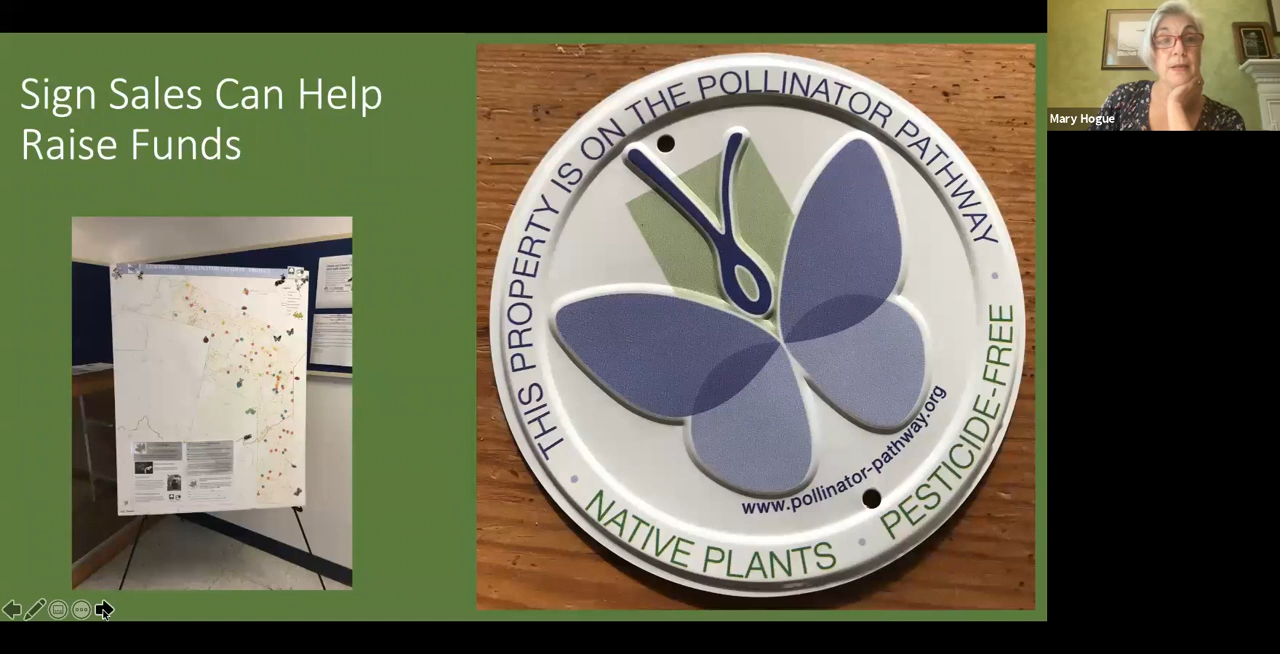 Sign Sales Can Help
Raise Funds
THIS PROPERTY IS ON THE POLLINATOR PATHWAY
NATIVE PLANTS • PESTICIDE-FREE
www.pollinator-pathway.org
Mary Hogue